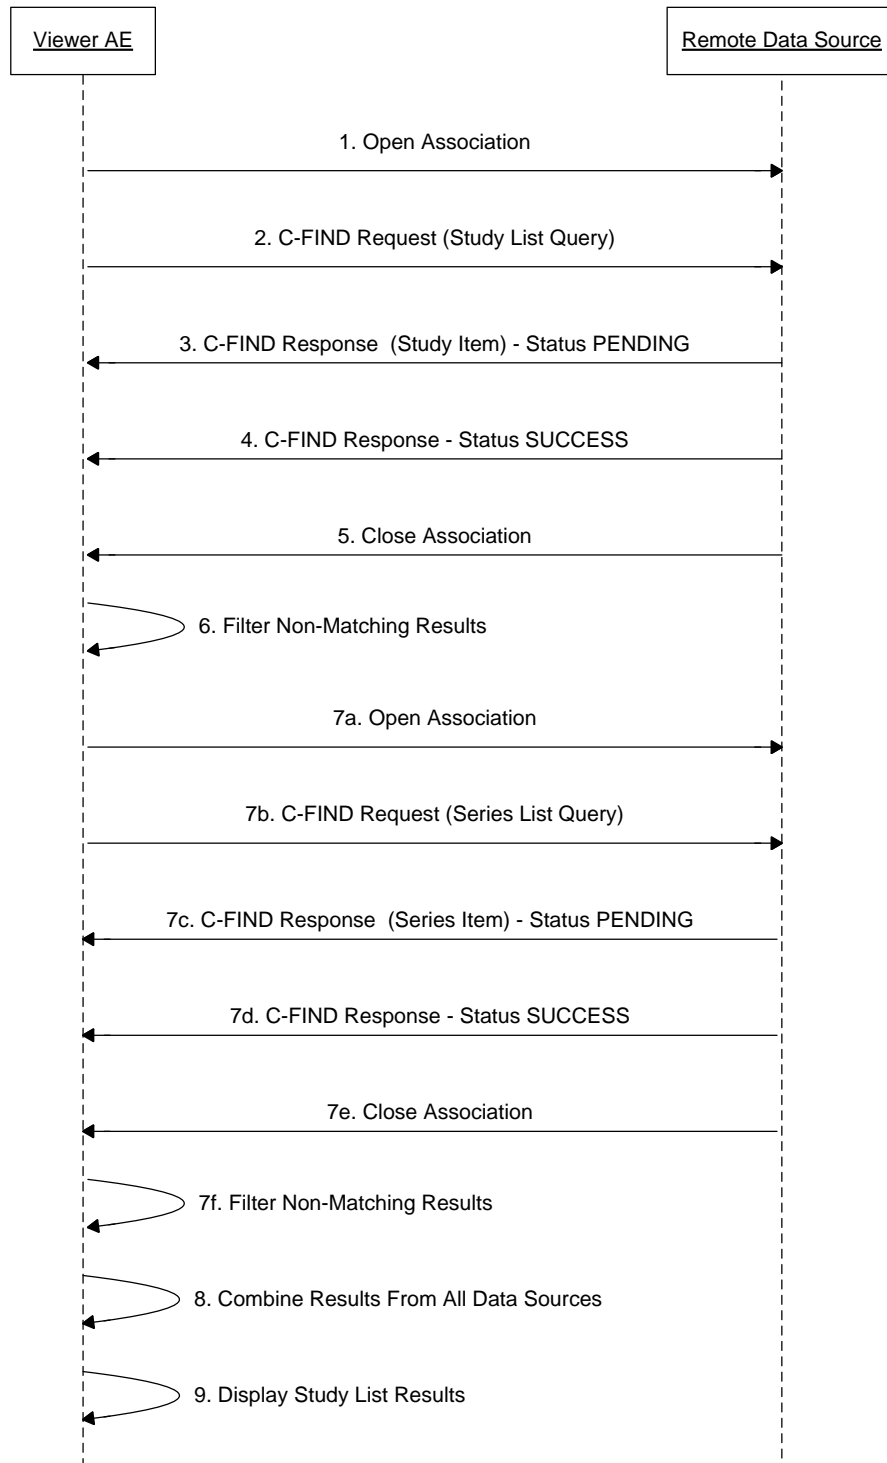 Viewer AE
Remote Data Source
1. Open Association
2. C-FIND Request (Study List Query)
3. C-FIND Response  (Study Item) - Status PENDING
4. C-FIND Response - Status SUCCESS
5. Close Association
6. Filter Non-Matching Results
7a. Open Association
7b. C-FIND Request (Series List Query)
7c. C-FIND Response  (Series Item) - Status PENDING
7d. C-FIND Response - Status SUCCESS
7e. Close Association
7f. Filter Non-Matching Results
8. Combine Results From All Data Sources
9. Display Study List Results